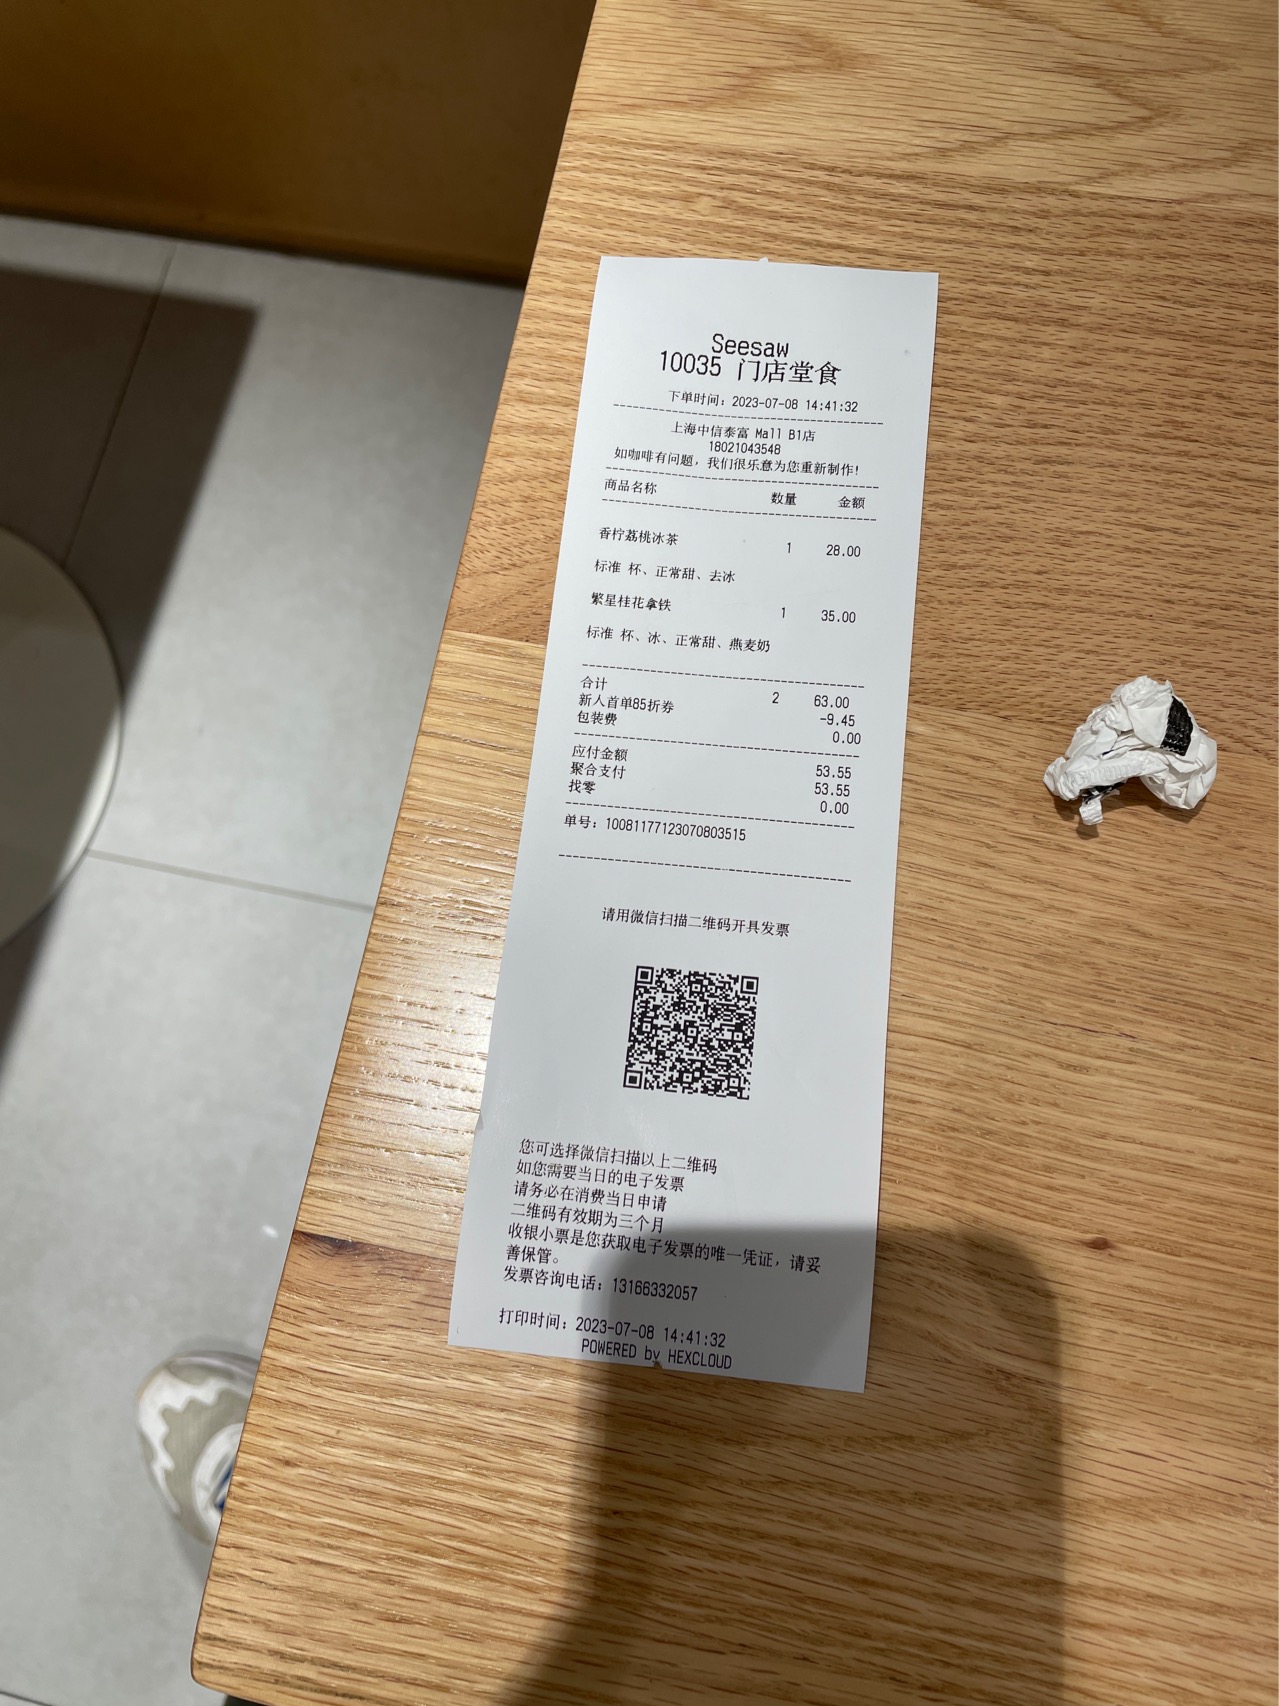 Seesaw
10035 门店堂食
下单时间: 2023-07-08 14:41:32
上海中信泰富 Mall B1店
18021043548
如咖啡有问题，我们很乐意为您重新制作!
商品名称 数量 金额
香柠荔桃冰茶 1 28.00
标准 杯、正常甜、去冰
繁星桂花拿铁 1 35.00
标准 杯、冰、正常甜、燕麦奶
合计 2 63.00
新人首单85折券 -9.45
包装费 0.00
应付金额 53.55
聚合支付 53.55
找零 0.00
单号: 10081177123070803515
请用微信扫描二维码开具发票
您可选择微信扫描以上二维码
如您需要当日的电子发票
请务必在消费当日申请
二维码有效期为三个月
收银小票是您获取电子发票的唯一凭证，请妥
善保管。
发票咨询电话: 13166332057
打印时间: 2023-07-08 14:41:32
POWERED by HEXCLOUD